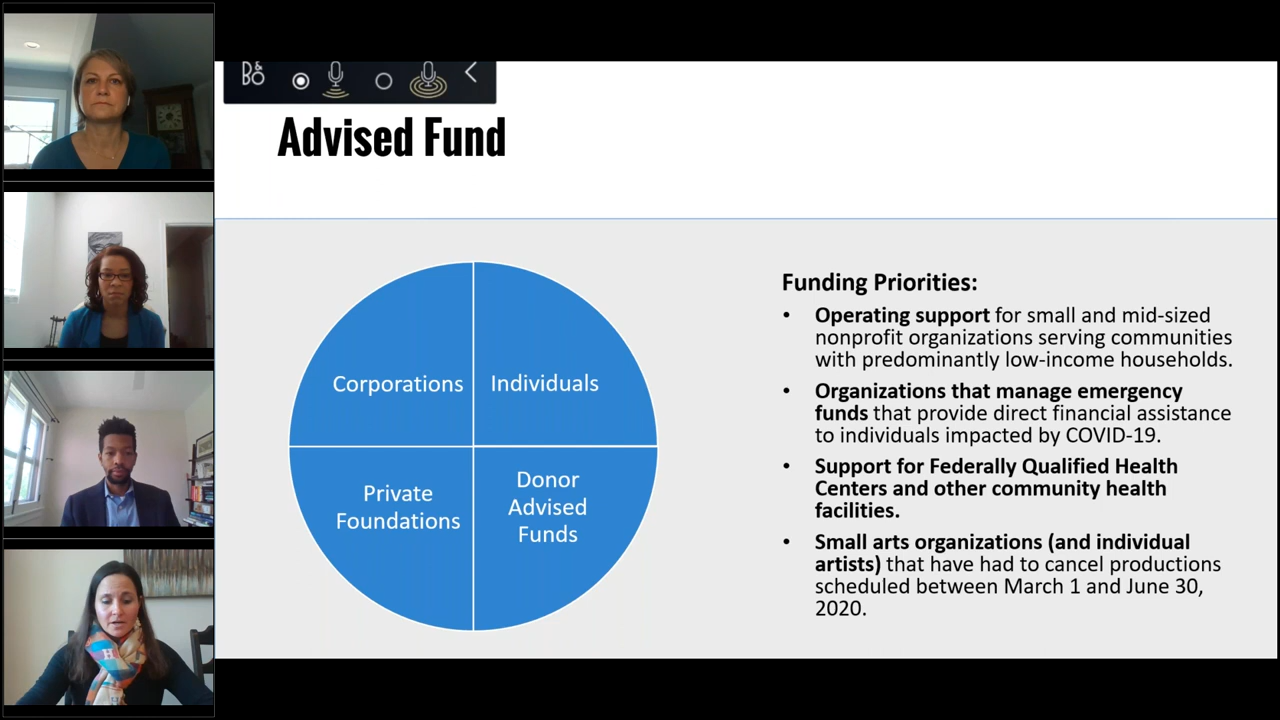 B&O
Advised Fund
Corporations
Individuals
Private
Foundations
Donor
Advised
Funds
Funding Priorities:
• Operating support for small and mid-sized
nonprofit organizations serving communities
with predominantly low-income households.
• Organizations that manage emergency
funds that provide direct financial assistance
to individuals impacted by COVID-19.
• Support for Federally Qualified Health
Centers and other community health
facilities.
• Small arts organizations (and individual
artists) that have had to cancel productions
scheduled between March 1 and June 30,
2020.